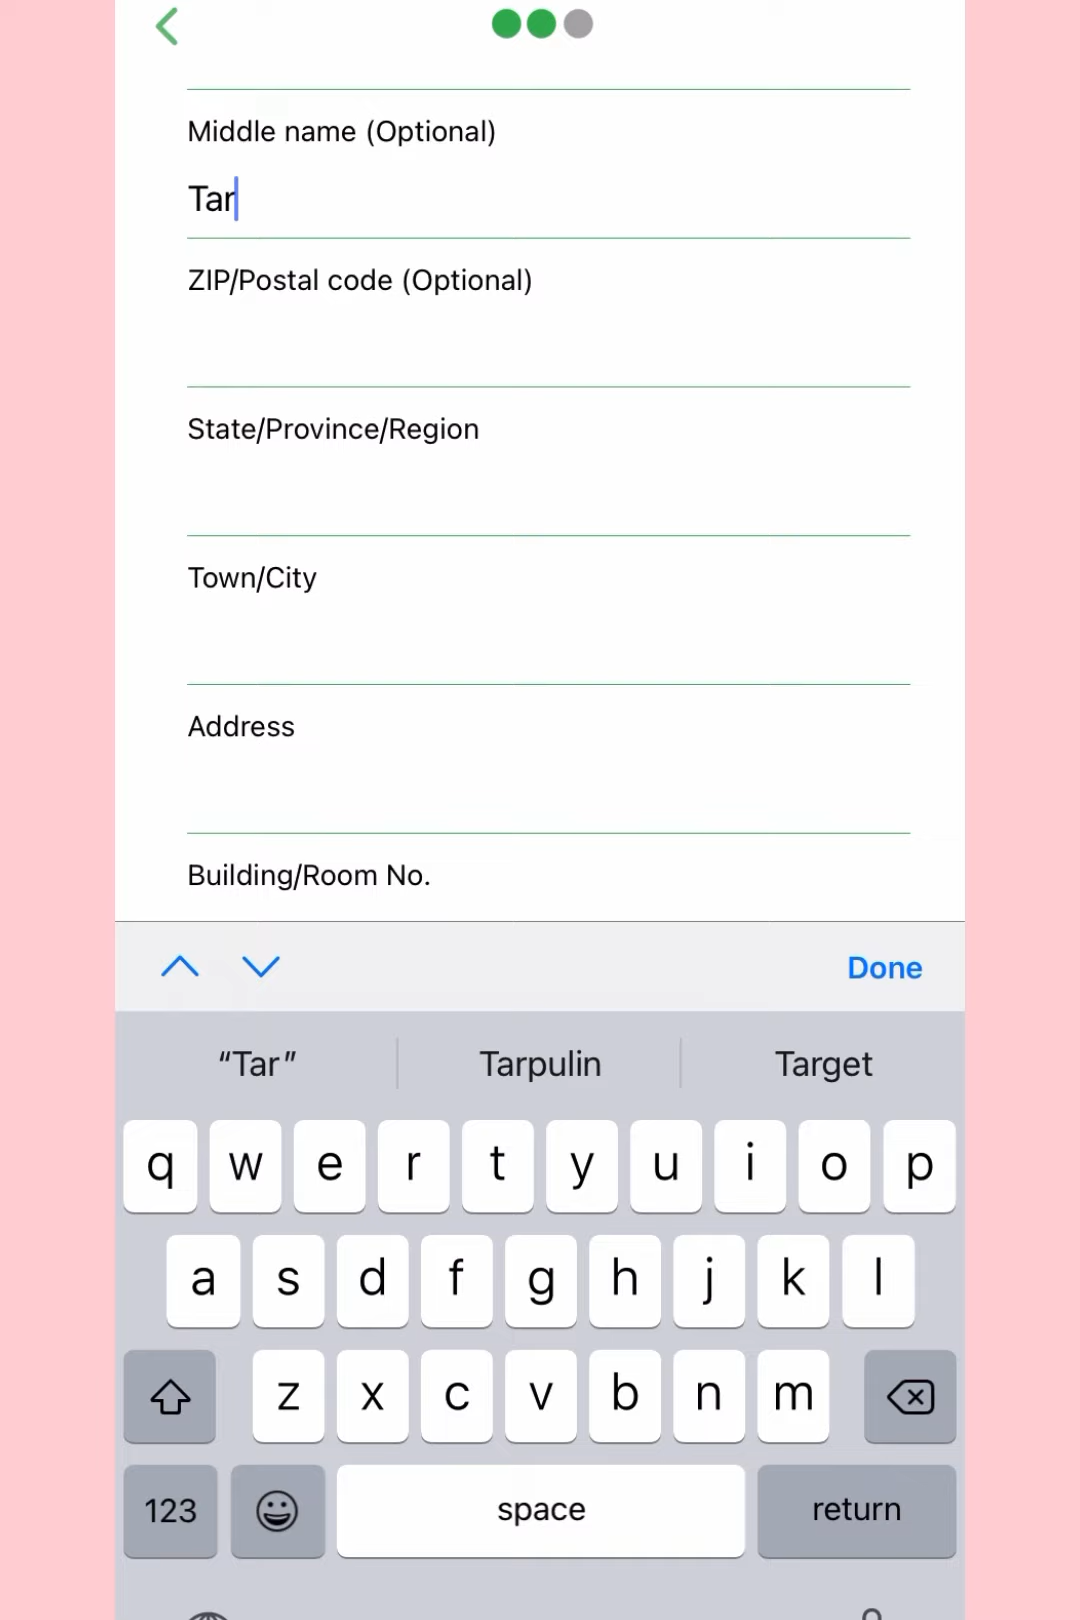 Middle name (Optional)
Tar
ZIP/Postal code (Optional)
State/Province/Region
Town/City
Address
Building/Room No.
Done
“Tar” Tarpulin Target
q w e r t y u i o p
a s d f g h j k l
z x c v b n m
123 space return